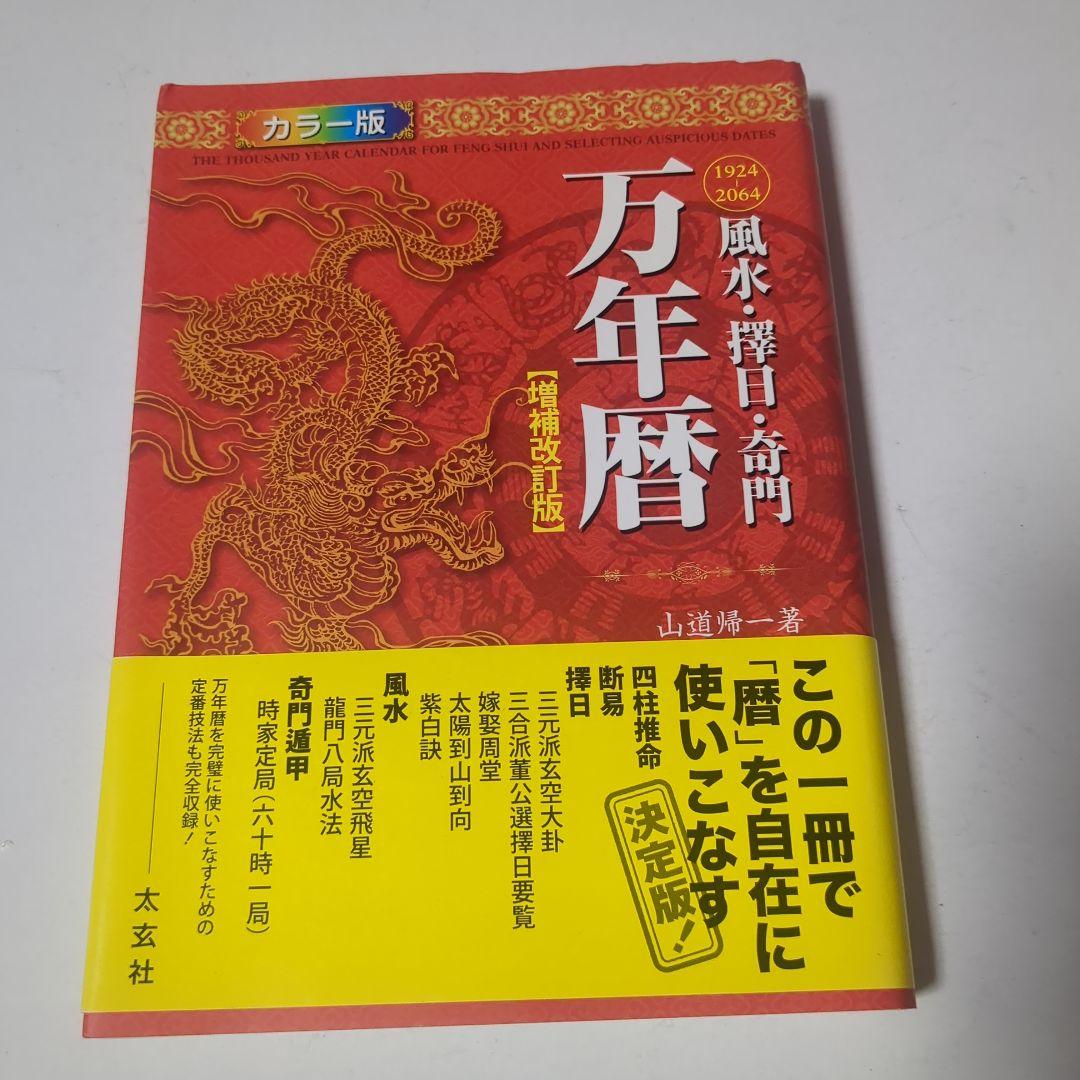 カラー版
THE THOUSAND YEAR CALENDAR FOR FENG SHUI AND SELECTING AUSPICIOUS DATES
1924
2064
風水・擇日・奇門
万年暦
【増補改訂版】
山道帰一著
この一冊で
「暦」を自在に
使いこなす
決定版!
四柱推命
断易
擇日
三元派玄空大卦
三合派董公選擇日要覧
嫁娶周堂
太陽到山到向
紫白訣
風水
三元派玄空飛星
龍門八局水法
奇門遁甲
時家定局(六十時一局)
万年暦を完璧に使いこなすための
定番技法も完全収録!
太玄社